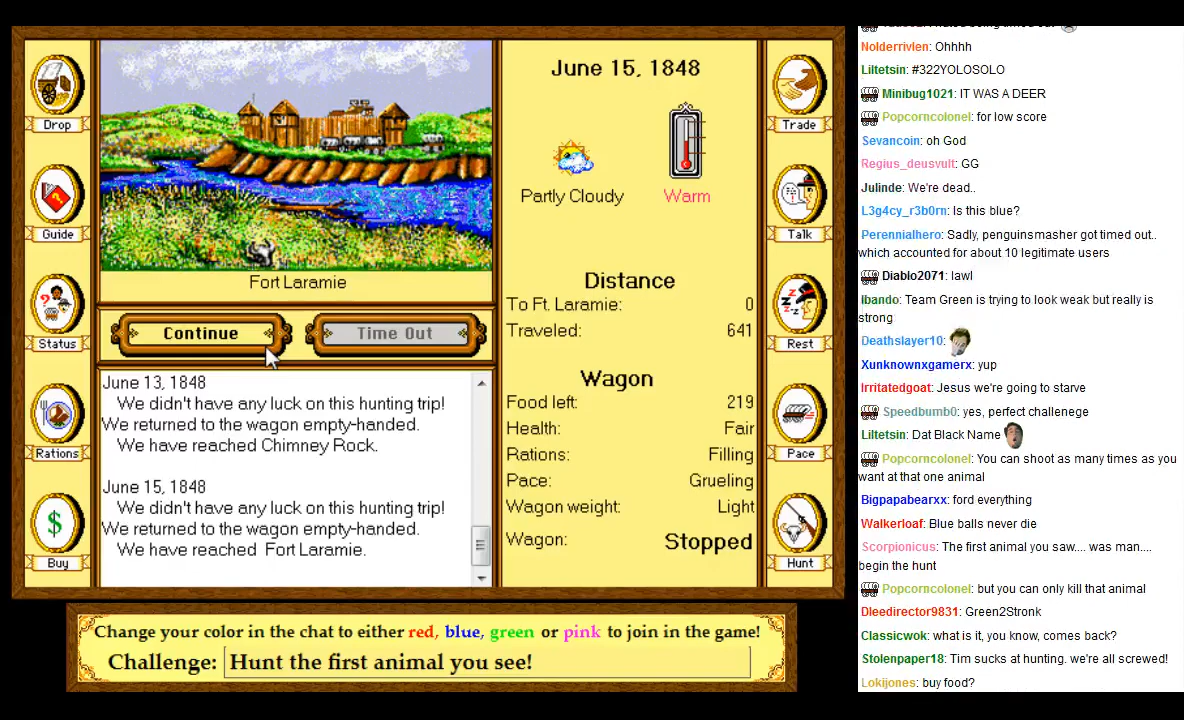 Drop
Guide
Status
Rations
Buy
Fort Laramie
Continue
Time Out
June 13, 1848
We didn't have any luck on this hunting trip!
We returned to the wagon empty-handed.
We have reached Chimney Rock.
June 15, 1848
We didn't have any luck on this hunting trip!
We returned to the wagon empty-handed.
We have reached Fort Laramie.
June 15, 1848
Partly Cloudy
Warm
Distance
To Ft. Laramie: 0
Traveled: 641
Wagon
Food left: 219
Health: Fair
Rations: Filling
Pace: Grueling
Wagon weight: Light
Wagon: Stopped
Trade
Talk
Rest
Pace
Hunt
Change your color in the chat to either red, blue, green or pink to join in the game!
Challenge: Hunt the first animal you see!
Nolderrivlen: Ohhhh
Liltetsin: #322YOLOSOLO
Minibug1021: IT WAS A DEER
Popcorncolonel: for low score
Sevancoin: oh God
Regius_deusvult: GG
Julinde: We're dead..
L3g4cy_r3b0rn: Is this blue?
Perennialhero: Sadly, penguinsmasher got timed out..
which accounted for about 10 legitimate users
Diablo2071: lawl
ibando: Team Green is trying to look weak but really is
strong
Deathslayer10:
Xunknownxgamerx: yup
Irritatedgoat: Jesus we're going to starve
Speedbumb0: yes, perfect challenege
Liltetsin: Dat Black Name
Popcorncolonel: You can shoot as many times as you
want at that one animal
Bigpapabearxx: ford everything
Walkerloaf: Blue balls never die
Scorpionicus: The first animal you saw.... was man....
begin the hunt
Popcorncolonel: but you can only kill that animal
Dleedirector9831: Green2Stronk
Classicwok: what is it, you know, comes back?
Stolenpaper18: Tim sucks at hunting. we're all screwed!
Lokijones: buy food?